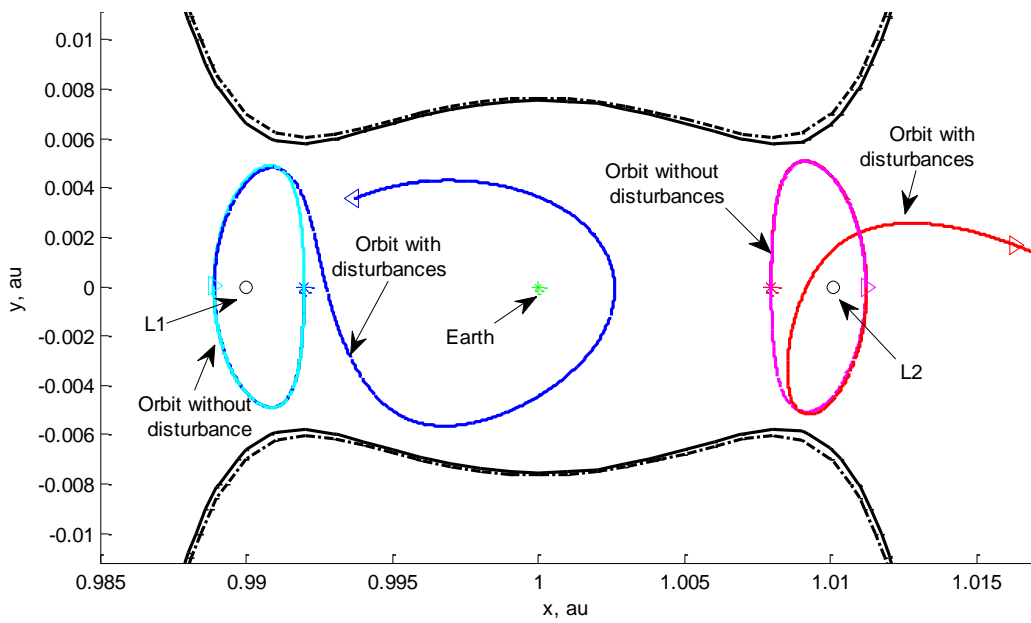 0.01
0.008
0.006
0.004
0.002
0
-0.002
-0.004
-0.006
-0.008
-0.01
y, au
0.985
0.99
0.995
1
1.005
1.01
1.015
x, au
Orbit with
disturbances
Orbit without
disturbances
Orbit with
disturbances
L1
Earth
L2
Orbit without
disturbance